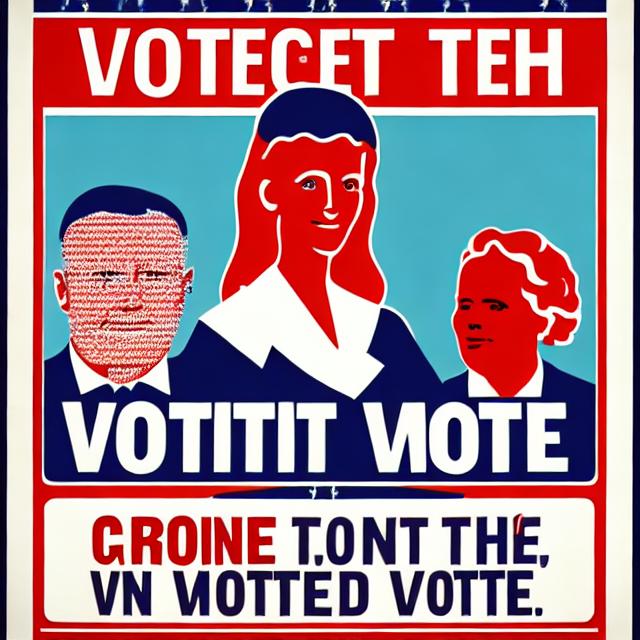 VOTECET TEH
VOTITIT VOTE
GROINE T.ONT THE,
VN VOTTED VOTTE.